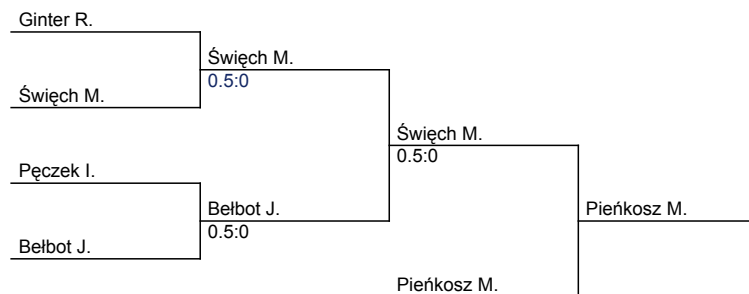 Ginter R.
Święch M.
0.5:0
Święch M.
Święch M.
0.5:0
Pęczek I.
Bełbot J.
0.5:0
Pieńkosz M.
Bełbot J.
Pieńkosz M.